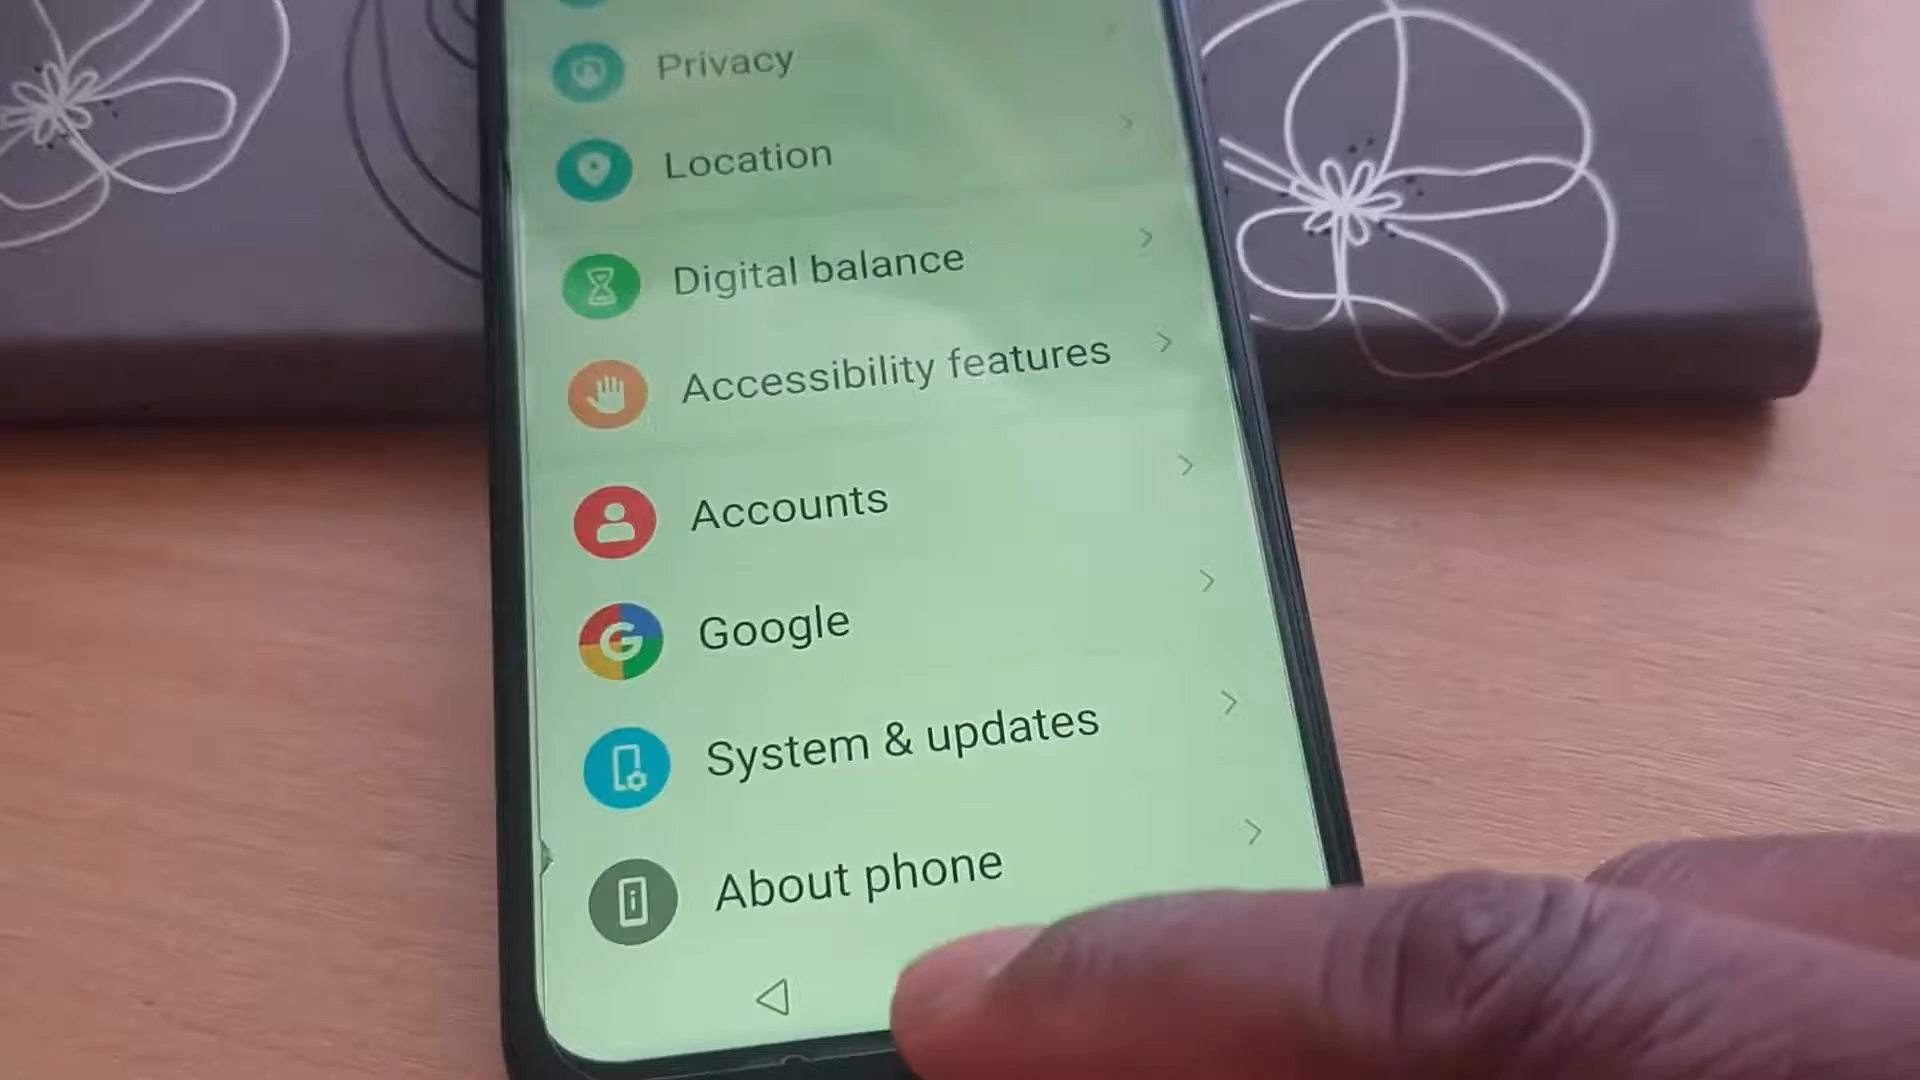 Privacy
Location
Digital balance
Accessibility features
Accounts
Google
System & updates
About phone